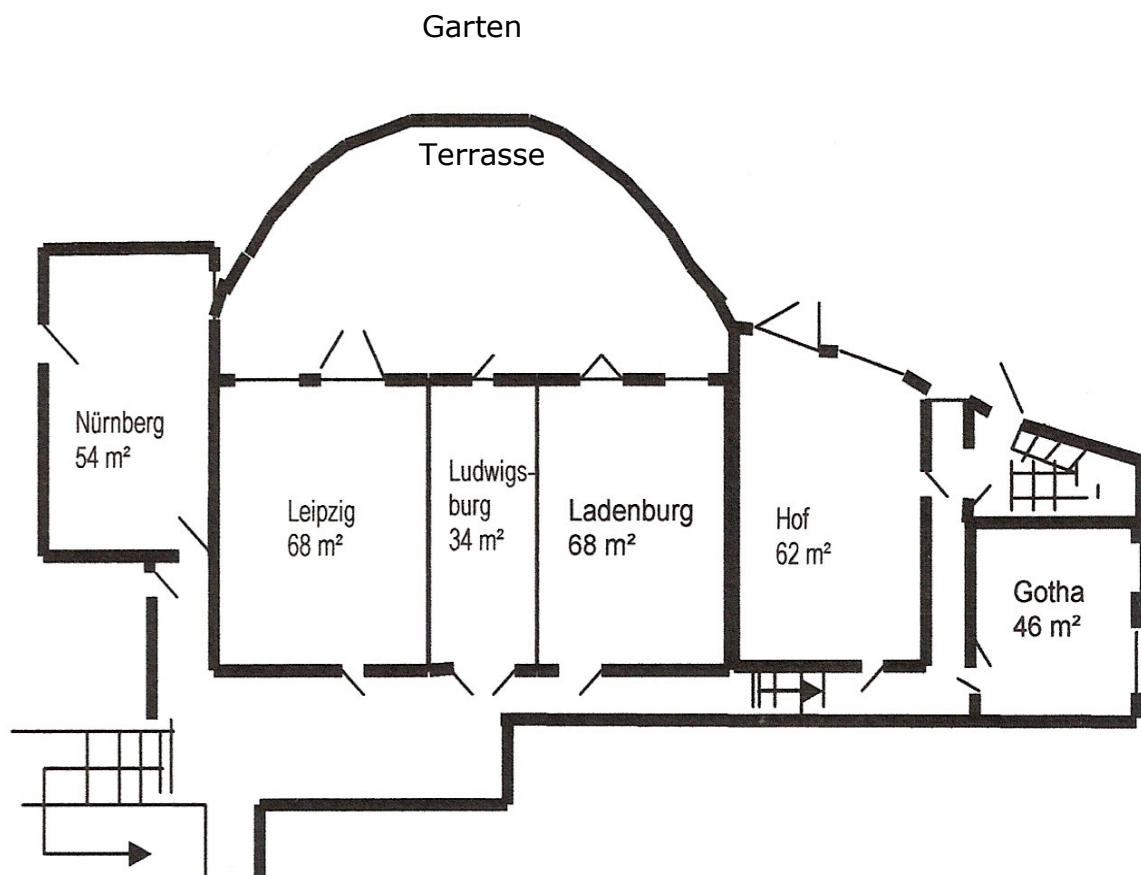 Garten
Terrasse
Nürnberg
54 m²
Leipzig
68 m²
Ludwigs-
burg
34 m²
Ladenburg
68 m²
Hof
62 m²
Gotha
46 m²